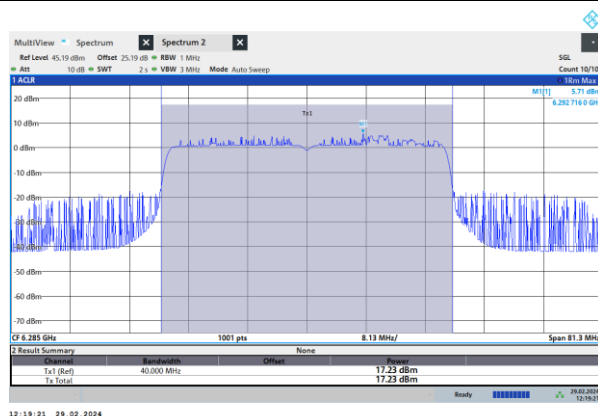 MultiView Spectrum X Spectrum 2 X
Ref Level 45.19 dBm Offset 25.19 dB RBW 1 MHz SGL
Att 10 dB SWT 2 s VBW 3 MHz Mode Auto Sweep Count 10/10
1 ACLR 1Rm Max
M1[1] 5.71 dBm
6.292 716 0 GHz
20 dBm
Tx1
10 dBm
M1
0 dBm
-10 dBm
-20 dBm
-30 dBm
-40 dBm
-50 dBm
-60 dBm
-70 dBm
CF 6.285 GHz 1001 pts 8.13 MHz/ Span 81.3 MHz
2 Result Summary None
Channel Bandwidth Offset Power
Tx1 (Ref) 40.000 MHz 17.23 dBm
Tx Total 17.23 dBm
Ready 29.02.2024
12:19:21
12:19:21 29.02.2024